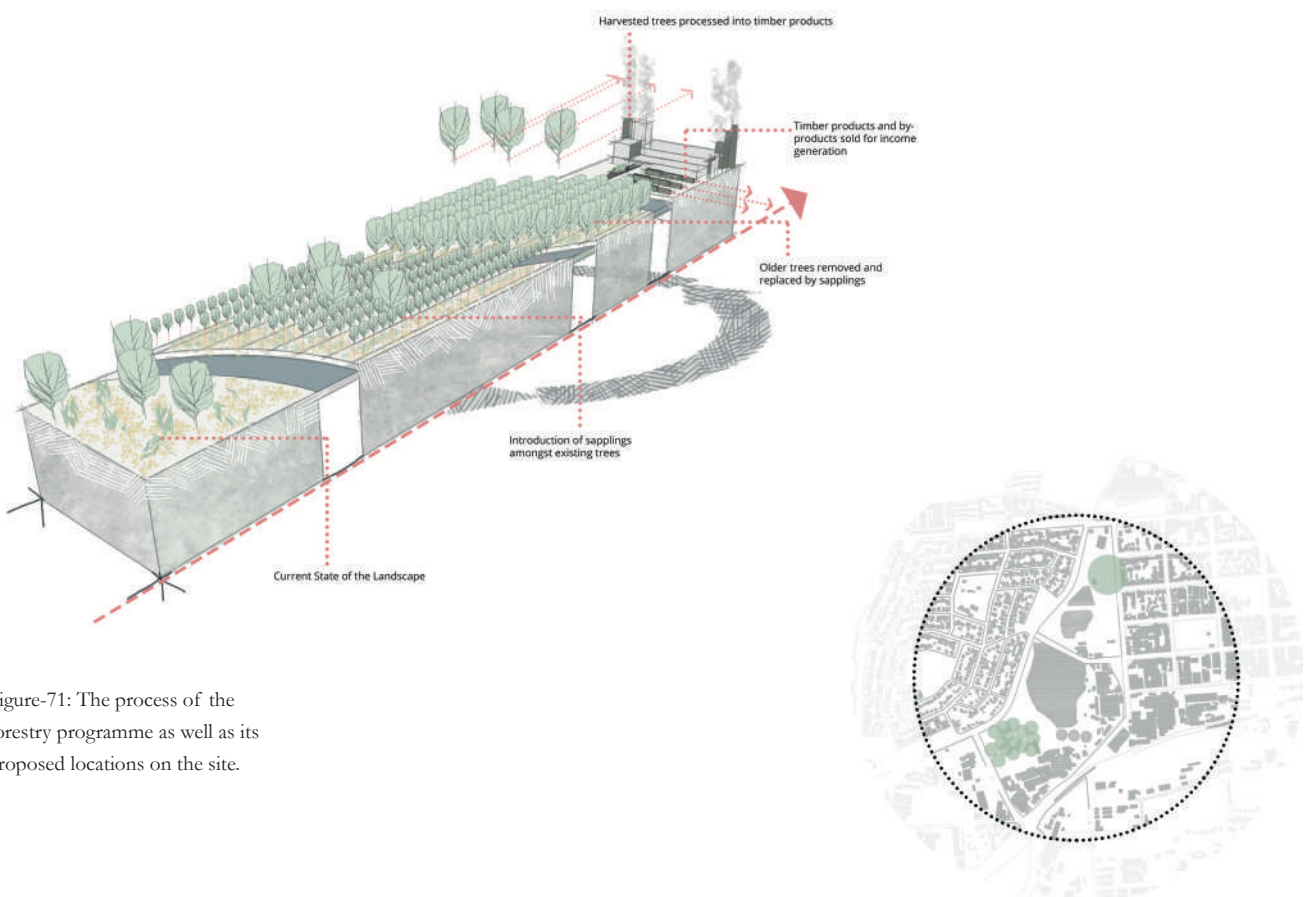 Harvested trees processed into timber products
Timber products and by-
products sold for income
generation
Older trees removed and
replaced by sapplings
Introduction of sapplings
amongst existing trees
Current State of the Landscape
igure-71: The process of the
orestry programme as well as its
roposed locations on the site.